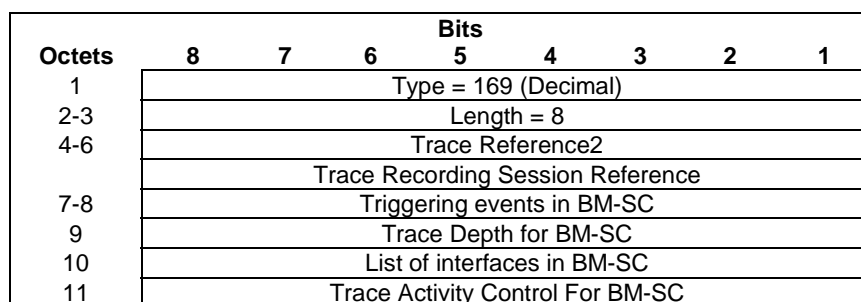 Bits
Octets 8 7 6 5 4 3 2 1
1 Type = 169 (Decimal)
2-3 Length = 8
4-6 Trace Reference2
Trace Recording Session Reference
7-8 Triggering events in BM-SC
9 Trace Depth for BM-SC
10 List of interfaces in BM-SC
11 Trace Activity Control For BM-SC